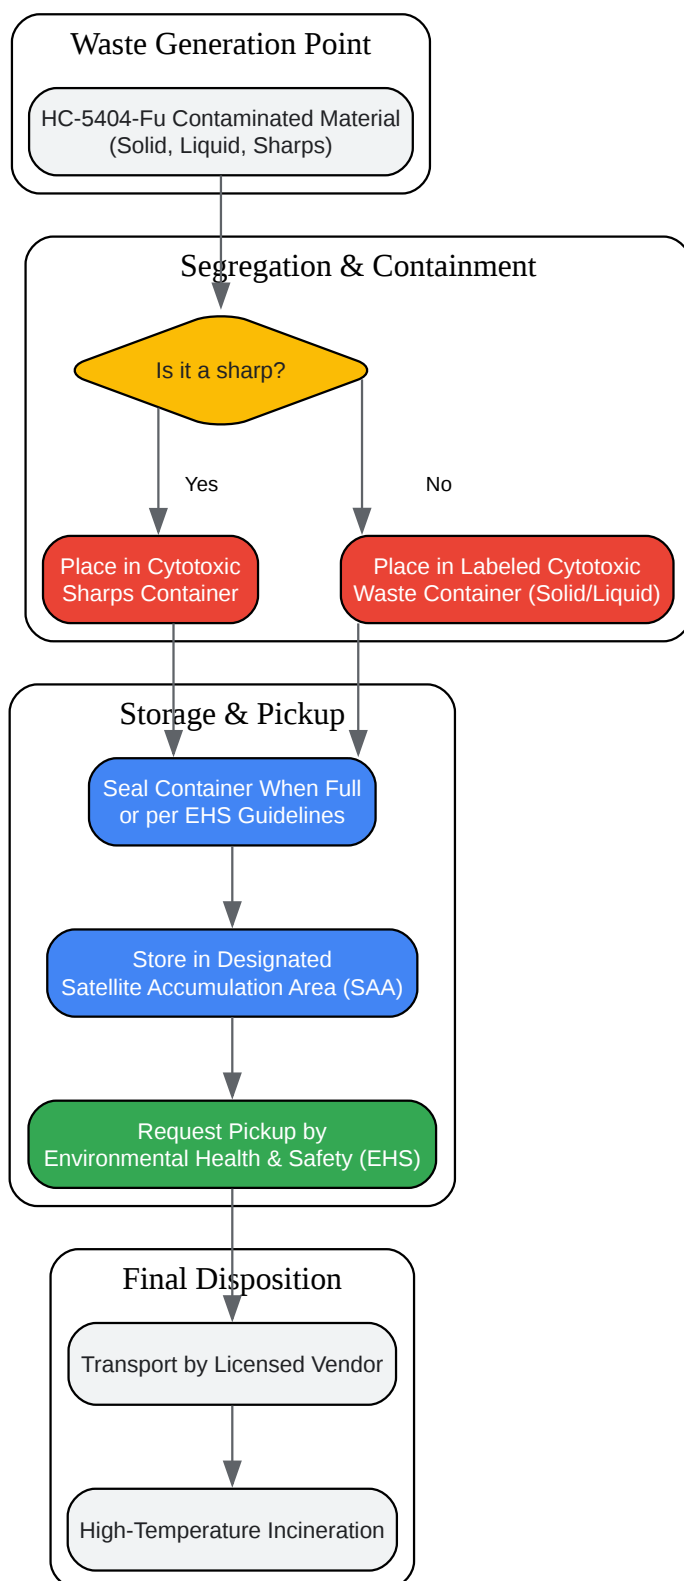 Waste Generation Point
HC-5404-Fu Contaminated Material
(Solid, Liquid, Sharps)
Segregation & Containment
Is it a sharp?
Yes
No
Place in Cytotoxic
Sharps Container
Place in Labeled Cytotoxic
Waste Container (Solid/Liquid)
Storage & Pickup
Seal Container When Full
or per EHS Guidelines
Store in Designated
Satellite Accumulation Area (SAA)
Request Pickup by
Environmental Health & Safety (EHS)
Final Disposition
Transport by Licensed Vendor
High-Temperature Incineration